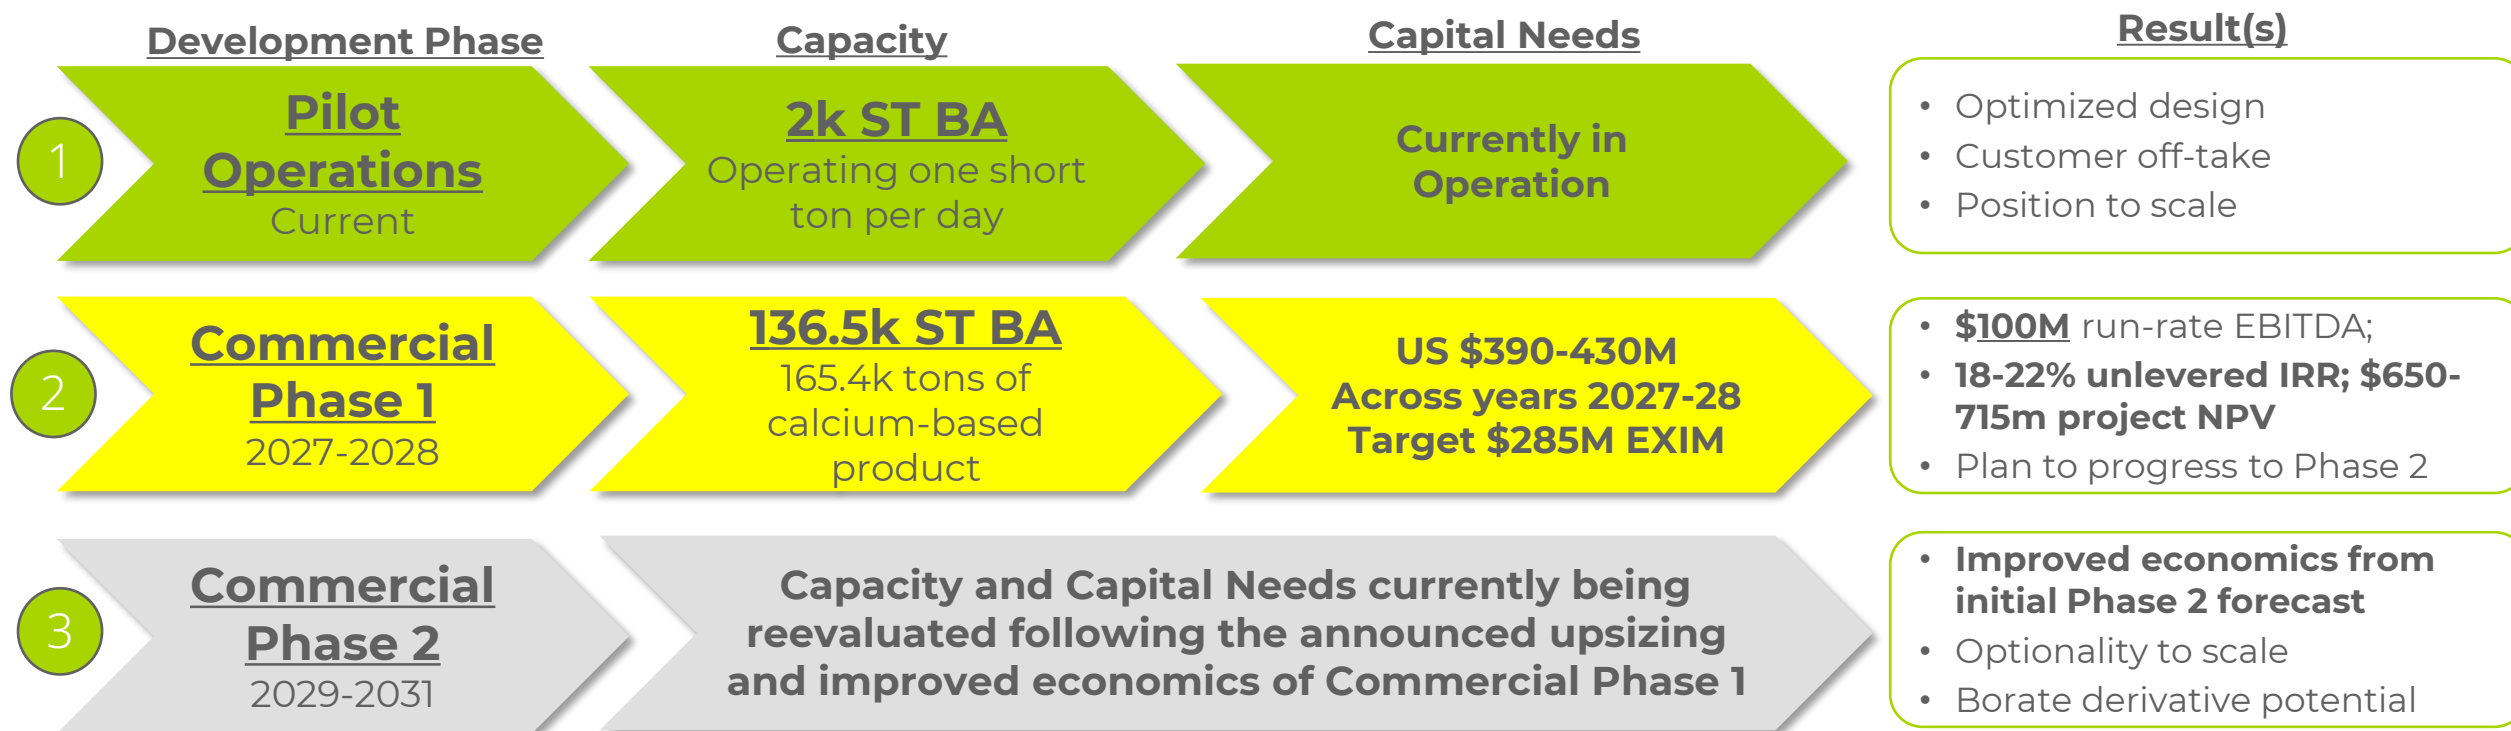 Development Phase
Capacity
Capital Needs
Result(s)
1
Pilot
Operations
Current
2k ST BA
Operating one short
ton per day
Currently in
Operation
• Optimized design
• Customer off-take
• Position to scale
2
Commercial
Phase 1
2027-2028
136.5k ST BA
165.4k tons of
calcium-based
product
US $390-430M
Across years 2027-28
Target $285M EXIM
• $100M run-rate EBITDA;
• 18-22% unlevered IRR; $650-
715m project NPV
• Plan to progress to Phase 2
3
Commercial
Phase 2
2029-2031
Capacity and Capital Needs currently being
reevaluated following the announced upsizing
and improved economics of Commercial Phase 1
• Improved economics from
initial Phase 2 forecast
• Optionality to scale
• Borate derivative potential